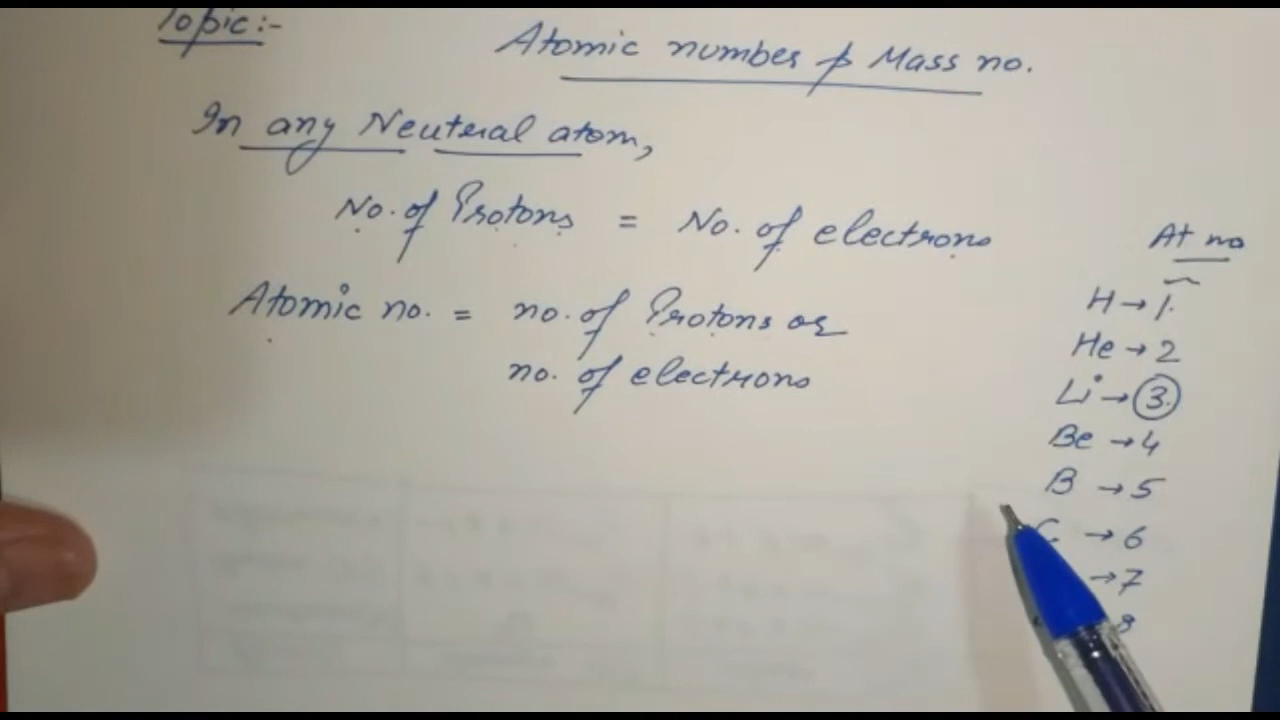 Topic:-
Atomic number & Mass no.
In any Neutral atom,
No. of Protons = No. of electrons
Atomic no. = no. of Protons or
no. of electrons
At no
H → 1.
He → 2
Li → 3.
Be → 4
B → 5
C → 6
→ 7
8